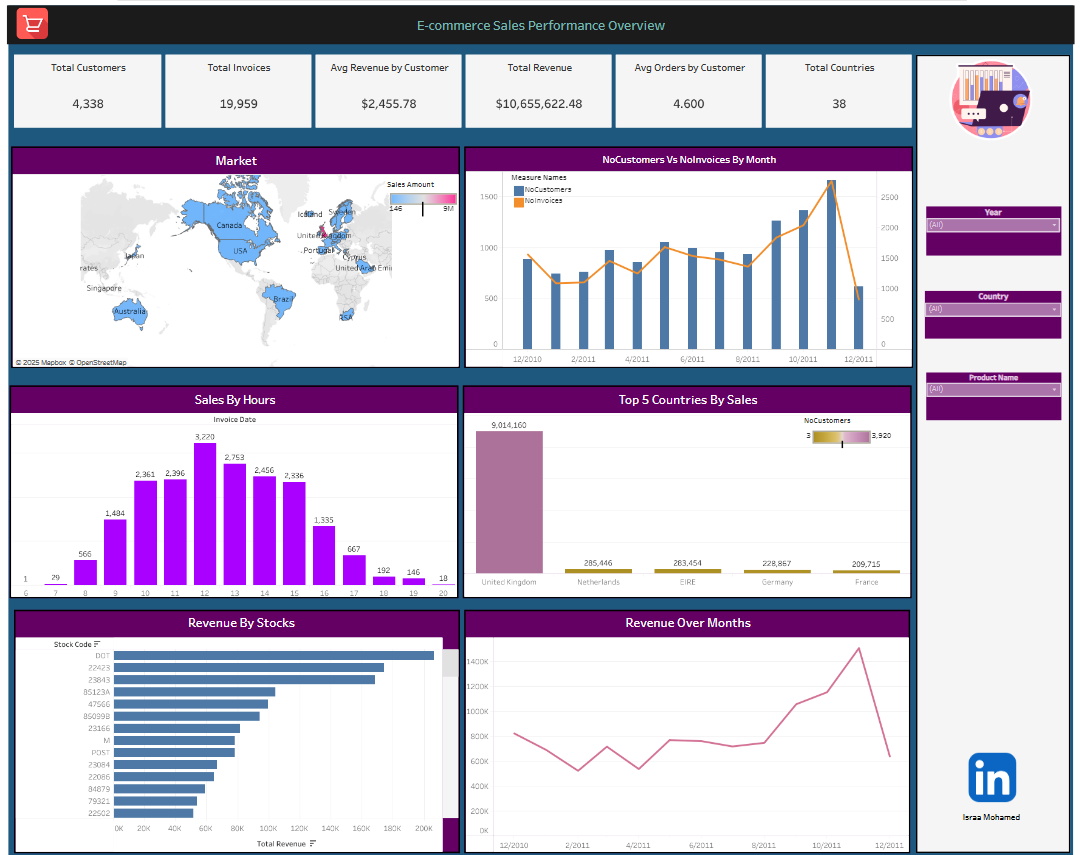 E-commerce Sales Performance Overview
Total Customers
4,338
Total Invoices
19,959
Avg Revenue by Customer
$2,455.78
Total Revenue
$10,655,622.48
Avg Orders by Customer
4.600
Total Countries
38
Market
Sales Amount
146 9M
Iceland
Sweden
Canada
United Kingdom
USA
Portugal
Cyprus
Japan
United Arab Emir
rates
Singapore
Brazil
Australia
RSA
© 2025 Mapbox © OpenStreetMap
NoCustomers Vs NoInvoices By Month
Measure Names
NoCustomers
NoInvoices
1500
1000
500
0
2500
2000
1500
1000
500
0
12/2010 2/2011 4/2011 6/2011 8/2011 10/2011 12/2011
Year
(All)
Country
(All)
Product Name
(All)
Sales By Hours
Invoice Date
1 29 566 1,484 2,361 2,396 3,220 2,753 2,456 2,336 1,335 667 192 146 18
6 7 8 9 10 11 12 13 14 15 16 17 18 19 20
Top 5 Countries By Sales
NoCustomers
3 3,920
9,014,160 285,446 283,454 228,867 209,715
United Kingdom Netherlands EIRE Germany France
Revenue By Stocks
Stock Code
DOT
22423
23843
85123A
47566
85099B
23166
M
POST
23084
22086
84879
79321
22502
0K 20K 40K 60K 80K 100K 120K 140K 160K 180K 200K
Total Revenue
Revenue Over Months
1400K
1200K
1000K
800K
600K
400K
200K
0K
12/2010 2/2011 4/2011 6/2011 8/2011 10/2011 12/2011
in
Israa Mohamed